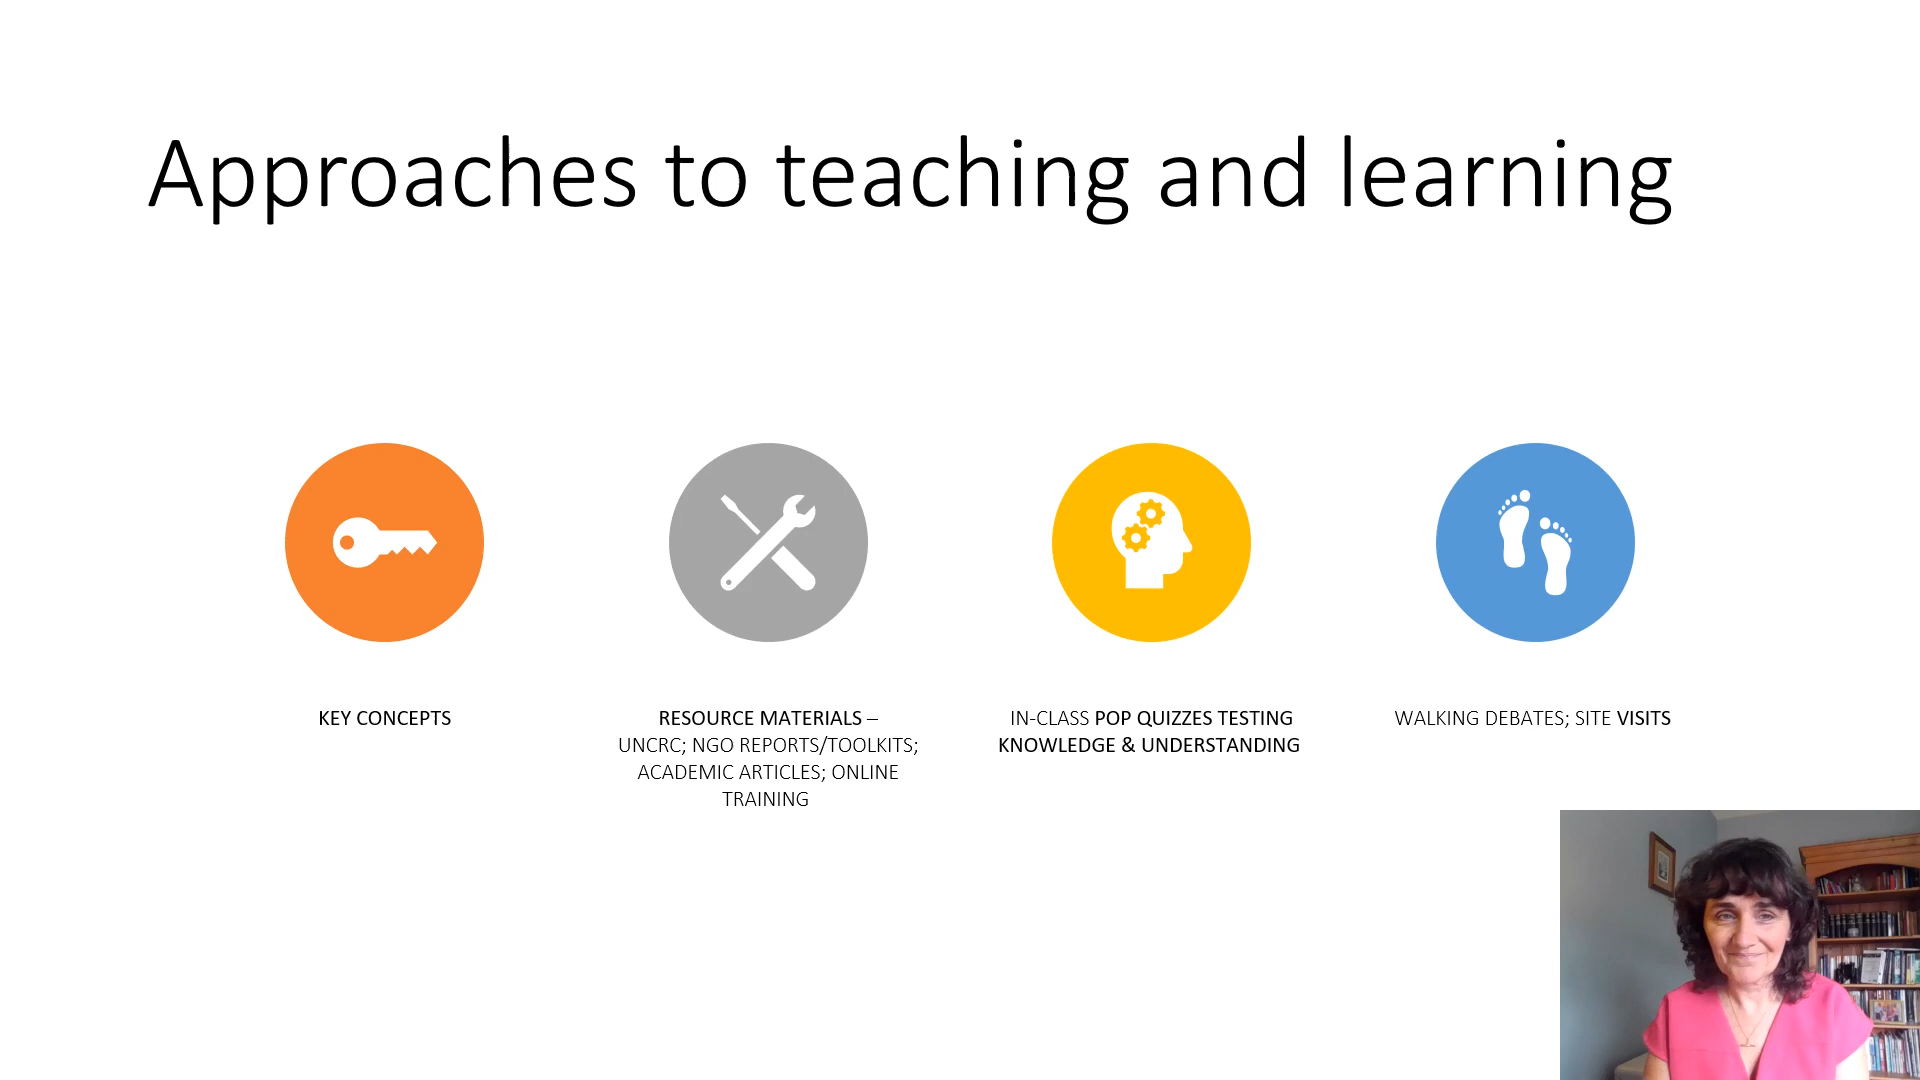 Approaches to teaching and learning
KEY CONCEPTS
RESOURCE MATERIALS –
UNCRC; NGO REPORTS/TOOLKITS;
ACADEMIC ARTICLES; ONLINE
TRAINING
IN-CLASS POP QUIZZES TESTING
KNOWLEDGE & UNDERSTANDING
WALKING DEBATES; SITE VISITS